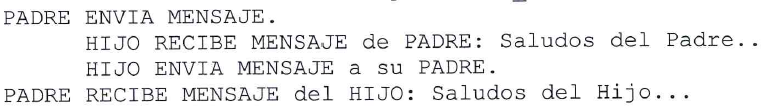 PADRE ENVIA MENSAJE.
HIJO RECIBE MENSAJE de PADRE: Saludos del Padre..
HIJO ENVIA MENSAJE a su PADRE.
PADRE RECIBE MENSAJE del HIJO: Saludos del Hijo...